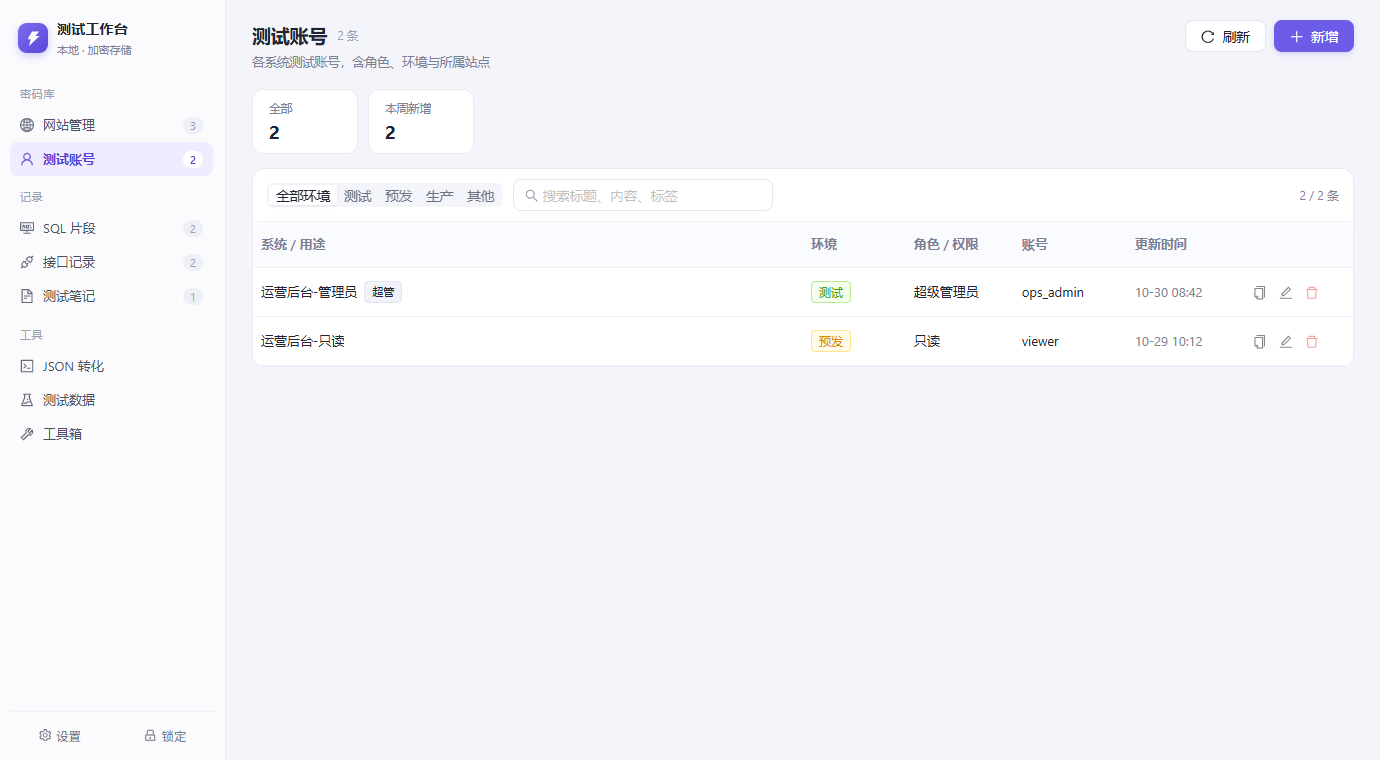 测试工作台
本地 · 加密存储
密码库
网站管理 3
测试账号 2
记录
SQL 片段 2
接口记录 2
测试笔记 1
工具
JSON 转化
测试数据
工具箱
设置 锁定
测试账号 2 条
各系统测试账号，含角色、环境与所属站点
刷新 新增
全部 本周新增
2 2
全部环境 测试 预发 生产 其他 搜索标题、内容、标签 2 / 2 条
系统 / 用途 环境 角色 / 权限 账号 更新时间
运营后台-管理员 超管 测试 超级管理员 ops_admin 10-30 08:42
运营后台-只读 预发 只读 viewer 10-29 10:12